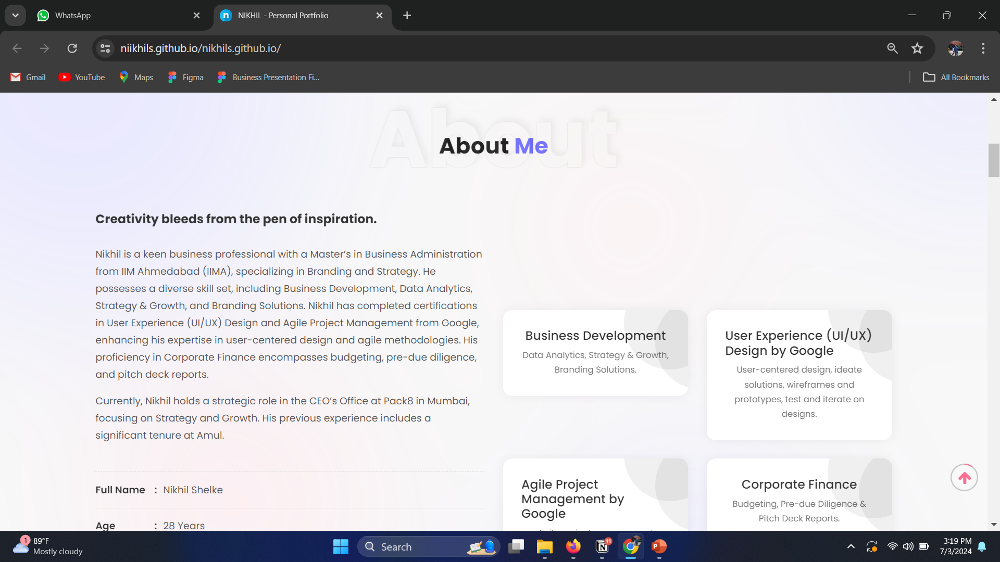 WhatsApp
NIKHIL - Personal Portfolio
niikhils.github.io/nikhils.github.io/
Gmail
YouTube
Maps
Figma
Business Presentation Fi...
All Bookmarks
About
About Me
Creativity bleeds from the pen of inspiration.
Nikhil is a keen business professional with a Master’s in Business Administration
from IIM Ahmedabad (IIMA), specializing in Branding and Strategy. He
possesses a diverse skill set, including Business Development, Data Analytics,
Strategy & Growth, and Branding Solutions. Nikhil has completed certifications
in User Experience (UI/UX) Design and Agile Project Management from Google,
enhancing his expertise in user-centered design and agile methodologies. His
proficiency in Corporate Finance encompasses budgeting, pre-due diligence,
and pitch deck reports.
Currently, Nikhil holds a strategic role in the CEO’s Office at Pack8 in Mumbai,
focusing on Strategy and Growth. His previous experience includes a
significant tenure at Amul.
Full Name : Nikhil Shelke
Age : 28 Years
Business Development
Data Analytics, Strategy & Growth,
Branding Solutions.
User Experience (UI/UX)
Design by Google
User-centered design, ideate
solutions, wireframes and
prototypes, test and iterate on
designs.
Agile Project
Management by
Google
Corporate Finance
Budgeting, Pre-due Diligence &
Pitch Deck Reports.
1
89°F
Mostly cloudy
Search
11
3:19 PM
7/3/2024